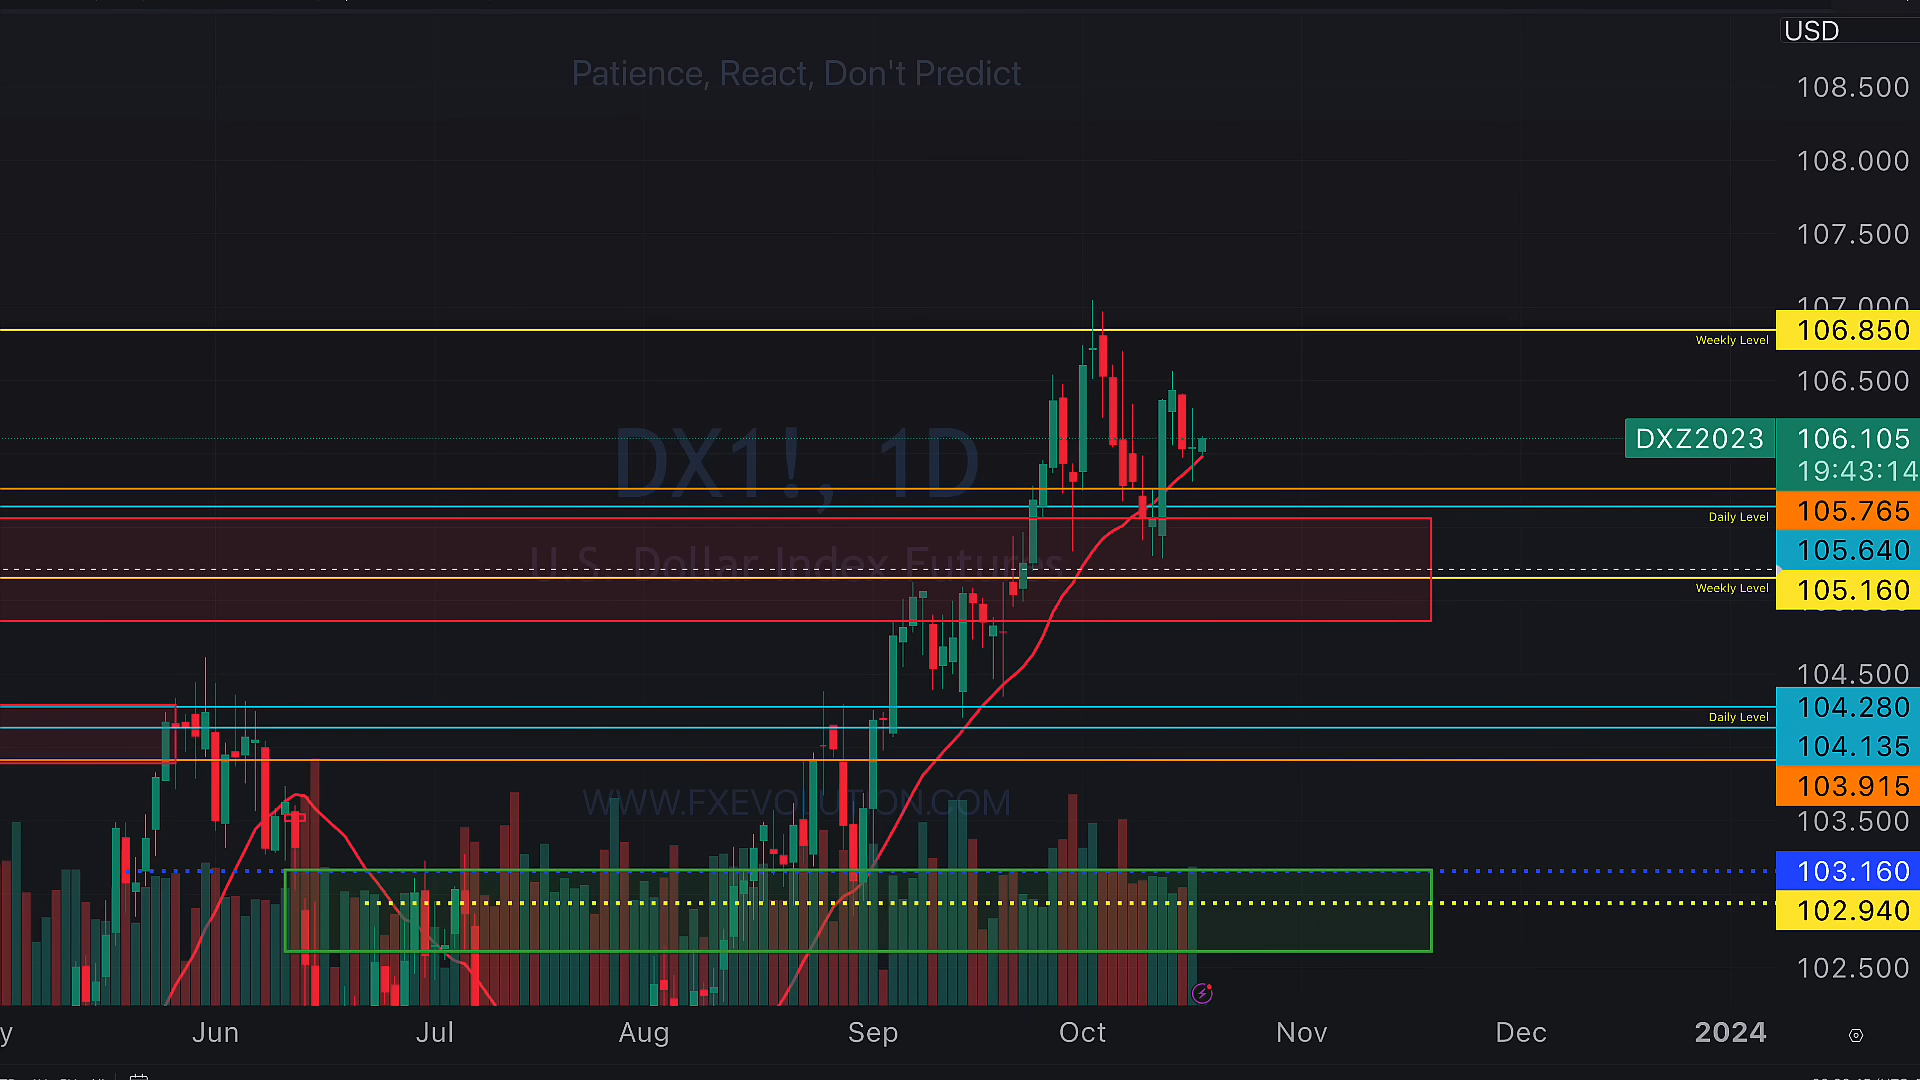 USD
Patience, React, Don't Predict
108.500
108.000
107.500
107.000
106.850
Weekly Level
106.500
DX1!, 1D
DXZ2023 106.105
19:43:14
105.765
Daily Level
105.640
U.S. Dollar Index Futures
105.160
Weekly Level
104.500
104.280
Daily Level
104.135
103.915
WWW.FXEVOLUTION.COM
103.500
103.160
102.940
102.500
y Jun Jul Aug Sep Oct Nov Dec 2024